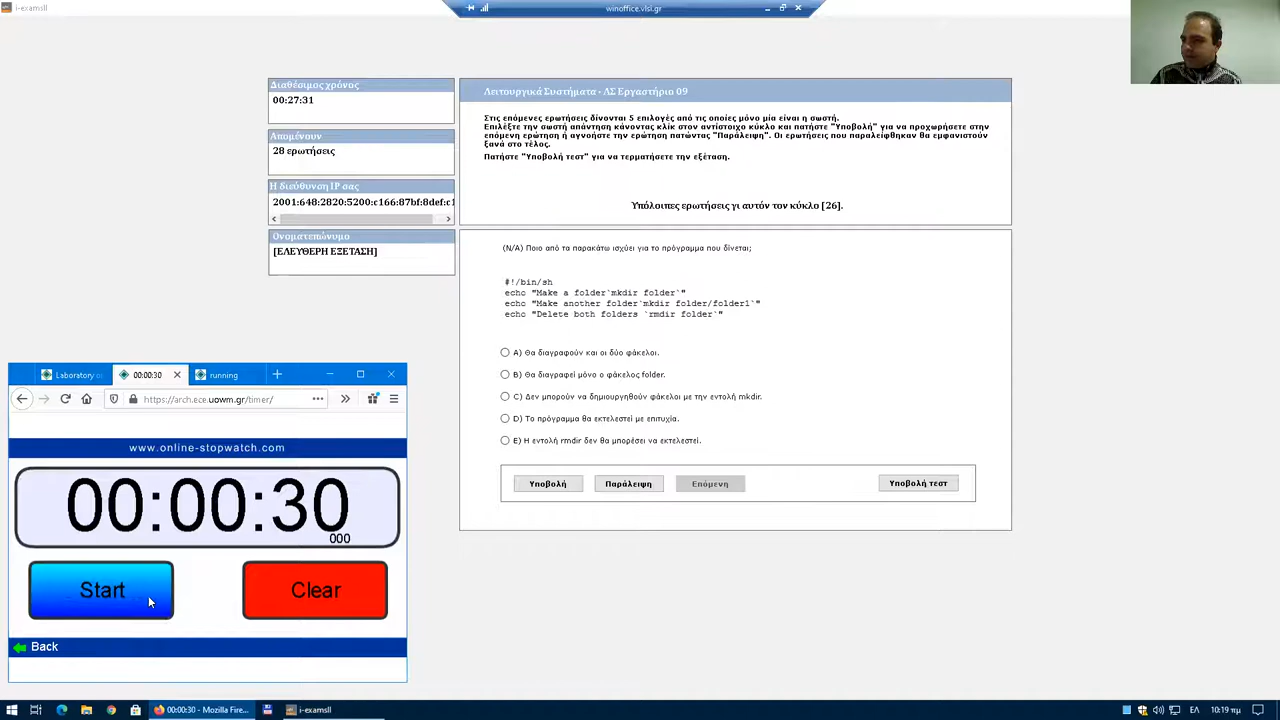 i-examsll
winoffice.vlsi.gr
Διαθέσιμος χρόνος
00:27:31
Απομένουν
28 ερωτήσεις
Η διεύθυνση IP σας
2001:648:2820:5200:c166:87bf:8def:c1
Ονοματεπώνυμο
[ΕΛΕΥΘΕΡΗ ΕΞΕΤΑΣΗ]
Λειτουργικά Συστήματα - ΛΣ Εργαστήριο 09
Στις επόμενες ερωτήσεις δίνονται 5 επιλογές από τις οποίες μόνο μία είναι η σωστή.
Επιλέξτε την σωστή απάντηση κάνοντας κλίκ στον αντίστοιχο κύκλο και πατήστε "Υποβολή" για να προχωρήσετε στην
επόμενη ερώτηση ή αγνοήστε την ερώτηση πατώντας "Παράλειψη". Οι ερωτήσεις που παραλείφθηκαν θα εμφανιστούν
ξανά στο τέλος.
Πατήστε "Υποβολή τεστ" για να τερματήσετε την εξέταση.
Υπόλοιπες ερωτήσεις γι αυτόν τον κύκλο [26].
(N/A) Ποιο από τα παρακάτω ισχύει για το πρόγραμμα που δίνεται;
#!/bin/sh
echo "Make a folder`mkdir folder`"
echo "Make another folder`mkdir folder/folder1`"
echo "Delete both folders `rmdir folder`"
A) Θα διαγραφούν και οι δύο φάκελοι.
B) Θα διαγραφεί μόνο ο φάκελος folder.
C) Δεν μπορούν να δημιουργηθούν φάκελοι με την εντολή mkdir.
D) Το πρόγραμμα θα εκτελεστεί με επιτυχία.
E) Η εντολή rmdir δεν θα μπορέσει να εκτελεστεί.
Υποβολή Παράλειψη Επόμενη Υποβολή τεστ
Laboratory o 00:00:30 running
https://arch.ece.uowm.gr/timer/
www.online-stopwatch.com
00:00:30
000
Start Clear
Back
00:00:30 - Mozilla Fire... i-examsll ΕΛ 10:19 πμ